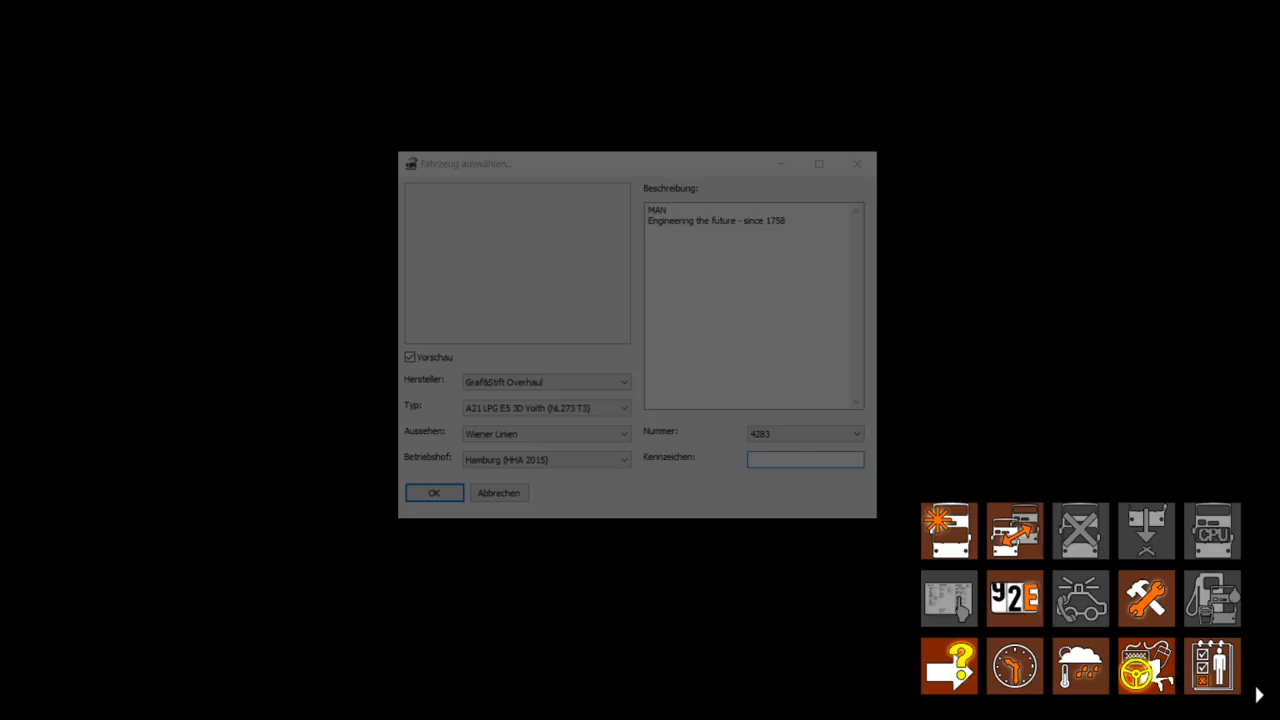 Fahrzeug auswählen...
Beschreibung:
MAN
Engineering the future - since 1758
Vorschau
Hersteller:
Graf&Stift Overhaul
Typ:
A21 LPG E5 3D Voith (NL273 T3)
Aussehen:
Wiener Linien
Nummer:
4283
Betriebshof:
Hamburg (HHA 2015)
Kennzeichen:
OK
Abbrechen
CPU
92E
?